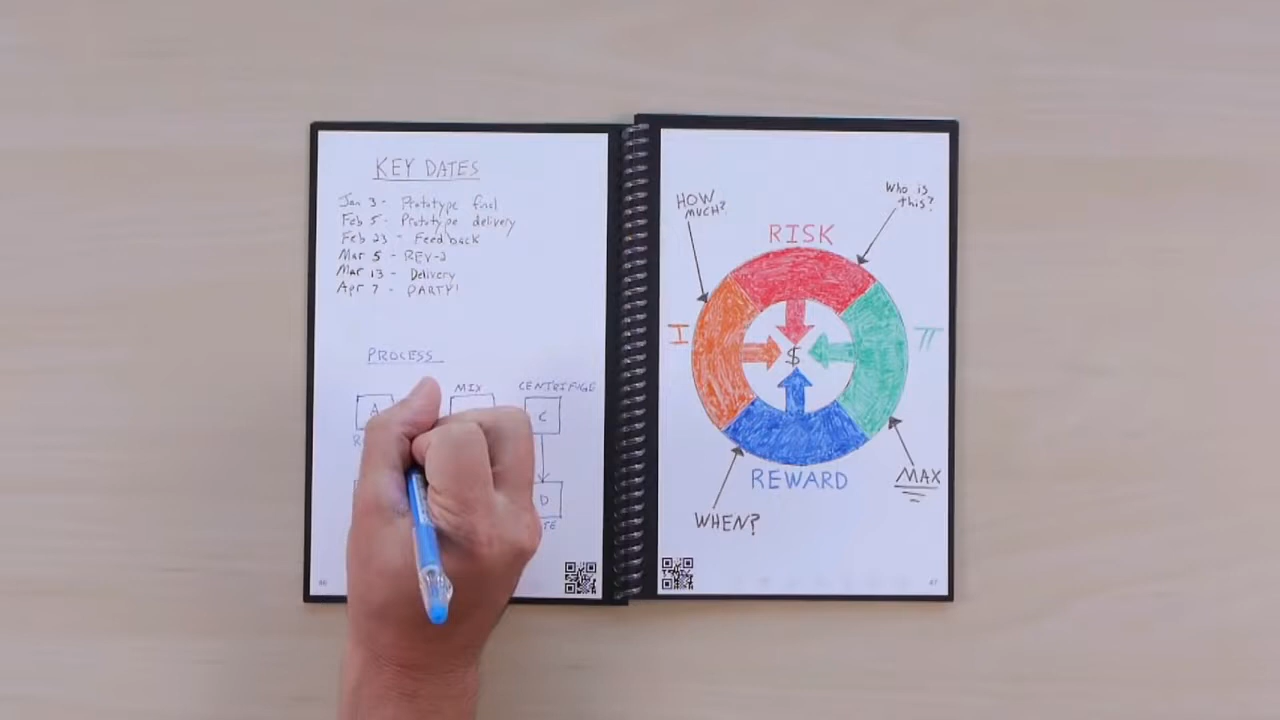 KEY DATES
Jan 3 - Prototype final
Feb 5 - Prototype delivery
Feb 23 - Feedback
Mar 5 - REV-2
Mar 13 - Delivery
Apr 7 - PARTY!
PROCESS
MIX
CENTRIFUGE
A
C
D
HOW
MUCH?
Who is
this?
RISK
I
$
π
REWARD
MAX
WHEN?